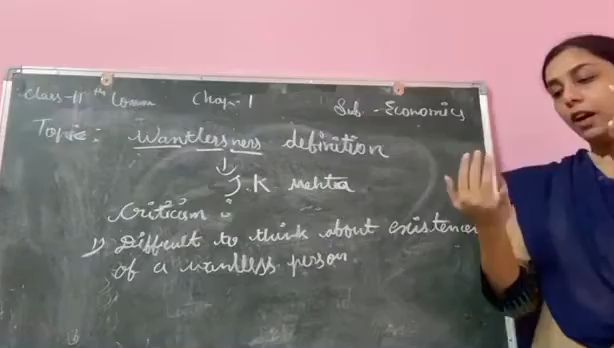 Class-11th Comm Chap-1 Sub.-Economics
Topic: Wantlessness definition
J.K Mehta
Criticism:
1) Difficult to think about existence
of a wantless person